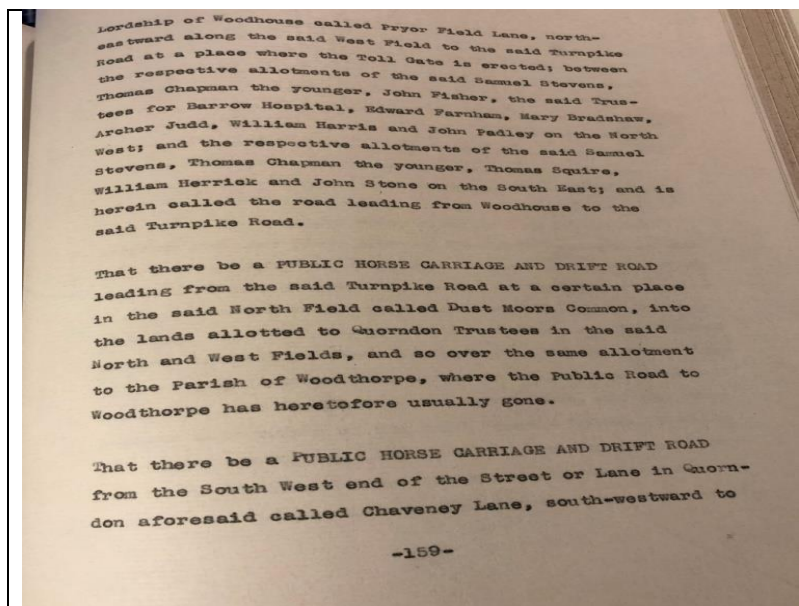 Lordship of Woodhouse called Pryor Field Lane, north-
eastward along the said West Field to the said Turnpike
Road at a place where the Toll Gate is erected; between
the respective allotments of the said Samuel Stevens,
Thomas Chapman the younger, John Fisher, the said Trus-
tees for Barrow Hospital, Edward Farnham, Mary Bradshaw,
Archer Judd, William Harris and John Padley on the North
West; and the respective allotments of the said Samuel
Stevens, Thomas Chapman the younger, Thomas Squire,
William Herrick and John Stone on the South East; and is
herein called the road leading from Woodhouse to the
said Turnpike Road.
That there be a PUBLIC HORSE CARRIAGE AND DRIFT ROAD
leading from the said Turnpike Road at a certain place
in the said North Field called Dust Moors Common, into
the lands allotted to Quorndon Trustees in the said
North and West Fields, and so over the same allotment
to the Parish of Woodthorpe, where the Public Road to
Woodthorpe has heretofore usually gone.
That there be a PUBLIC HORSE CARRIAGE AND DRIFT ROAD
from the South West end of the Street or Lane in Quorn-
don aforesaid called Chaveney Lane, south-westward to
-159-